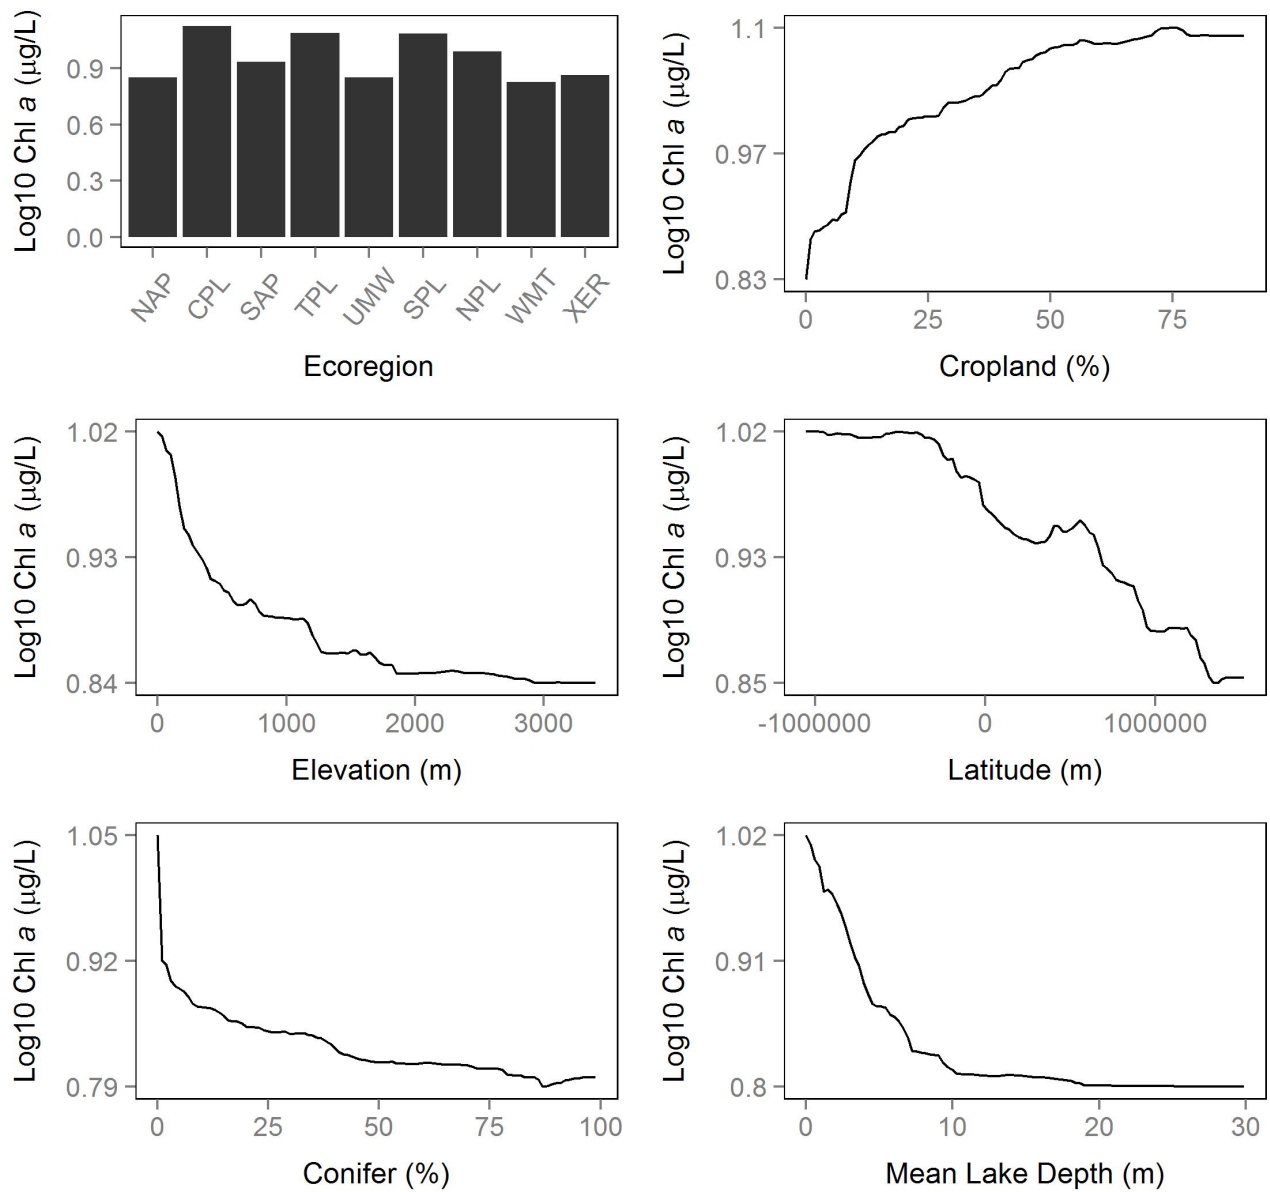 Log10 Chl a (µg/L)
0.9
0.6
0.3
0.0
NAP CPL SAP TPL UMW SPL NPL WMT XER
Ecoregion
Log10 Chl a (µg/L)
1.1
0.97
0.83
0 25 50 75
Cropland (%)
Log10 Chl a (µg/L)
1.02
0.93
0.84
0 1000 2000 3000
Elevation (m)
Log10 Chl a (µg/L)
1.02
0.93
0.85
-1000000 0 1000000
Latitude (m)
Log10 Chl a (µg/L)
1.05
0.92
0.79
0 25 50 75 100
Conifer (%)
Log10 Chl a (µg/L)
1.02
0.91
0.8
0 10 20 30
Mean Lake Depth (m)